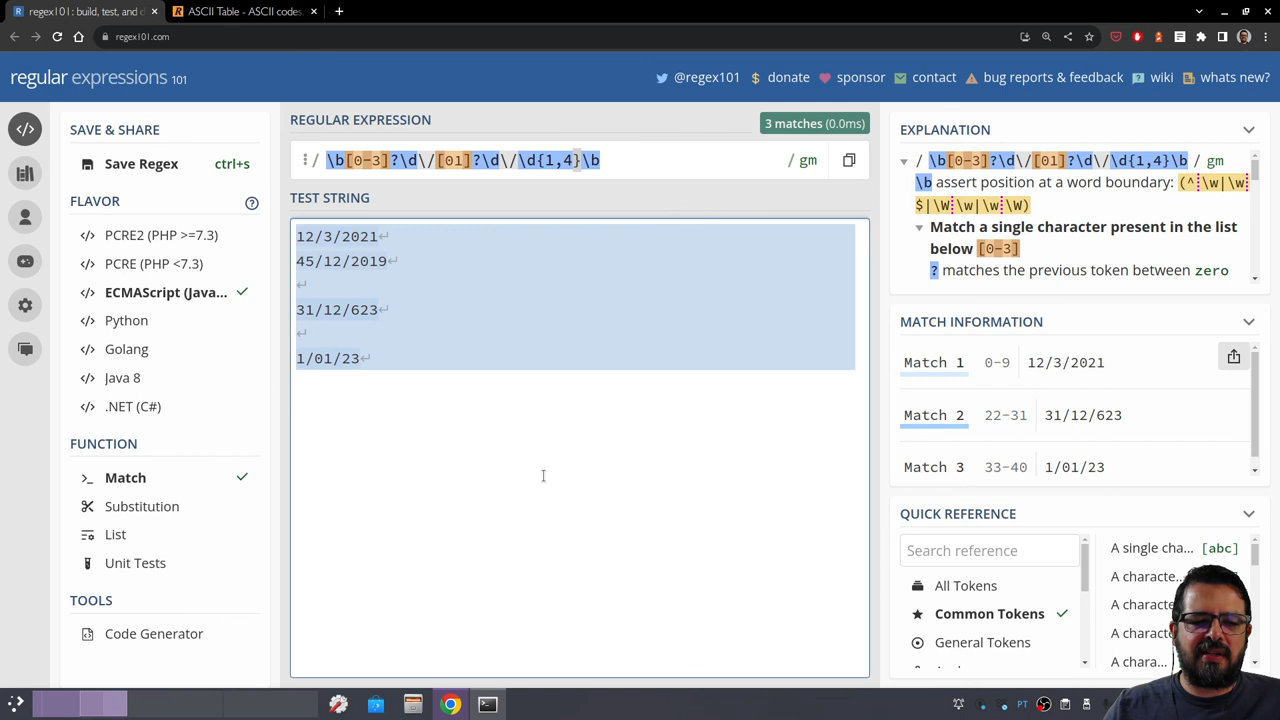 regex101: build, test, and d
ASCII Table - ASCII codes,
regex101.com
regular expressions 101
@regex101
$ donate
sponsor
contact
bug reports & feedback
wiki
whats new?
SAVE & SHARE
Save Regex ctrl+s
FLAVOR
</> PCRE2 (PHP >=7.3)
</> PCRE (PHP <7.3)
</> ECMAScript (Java...
</> Python
</> Golang
</> Java 8
</> .NET (C#)
FUNCTION
>_ Match
Substitution
List
Unit Tests
TOOLS
Code Generator
REGULAR EXPRESSION
3 matches (0.0ms)
/ \b[0-3]?\d\/[01]?\d\/\d{1,4}\b / gm
TEST STRING
12/3/2021↵
45/12/2019↵
↵
31/12/623↵
↵
1/01/23↵
EXPLANATION
/ \b[0-3]?\d\/[01]?\d\/\d{1,4}\b / gm
\b assert position at a word boundary: (^\w|\w
$|\W\w|\w\W)
Match a single character present in the list
below [0-3]
? matches the previous token between zero
MATCH INFORMATION
Match 1 0-9 12/3/2021
Match 2 22-31 31/12/623
Match 3 33-40 1/01/23
QUICK REFERENCE
Search reference
All Tokens
Common Tokens
General Tokens
A single cha... [abc]
A characte...
A characte
A characte
A chara...
PT